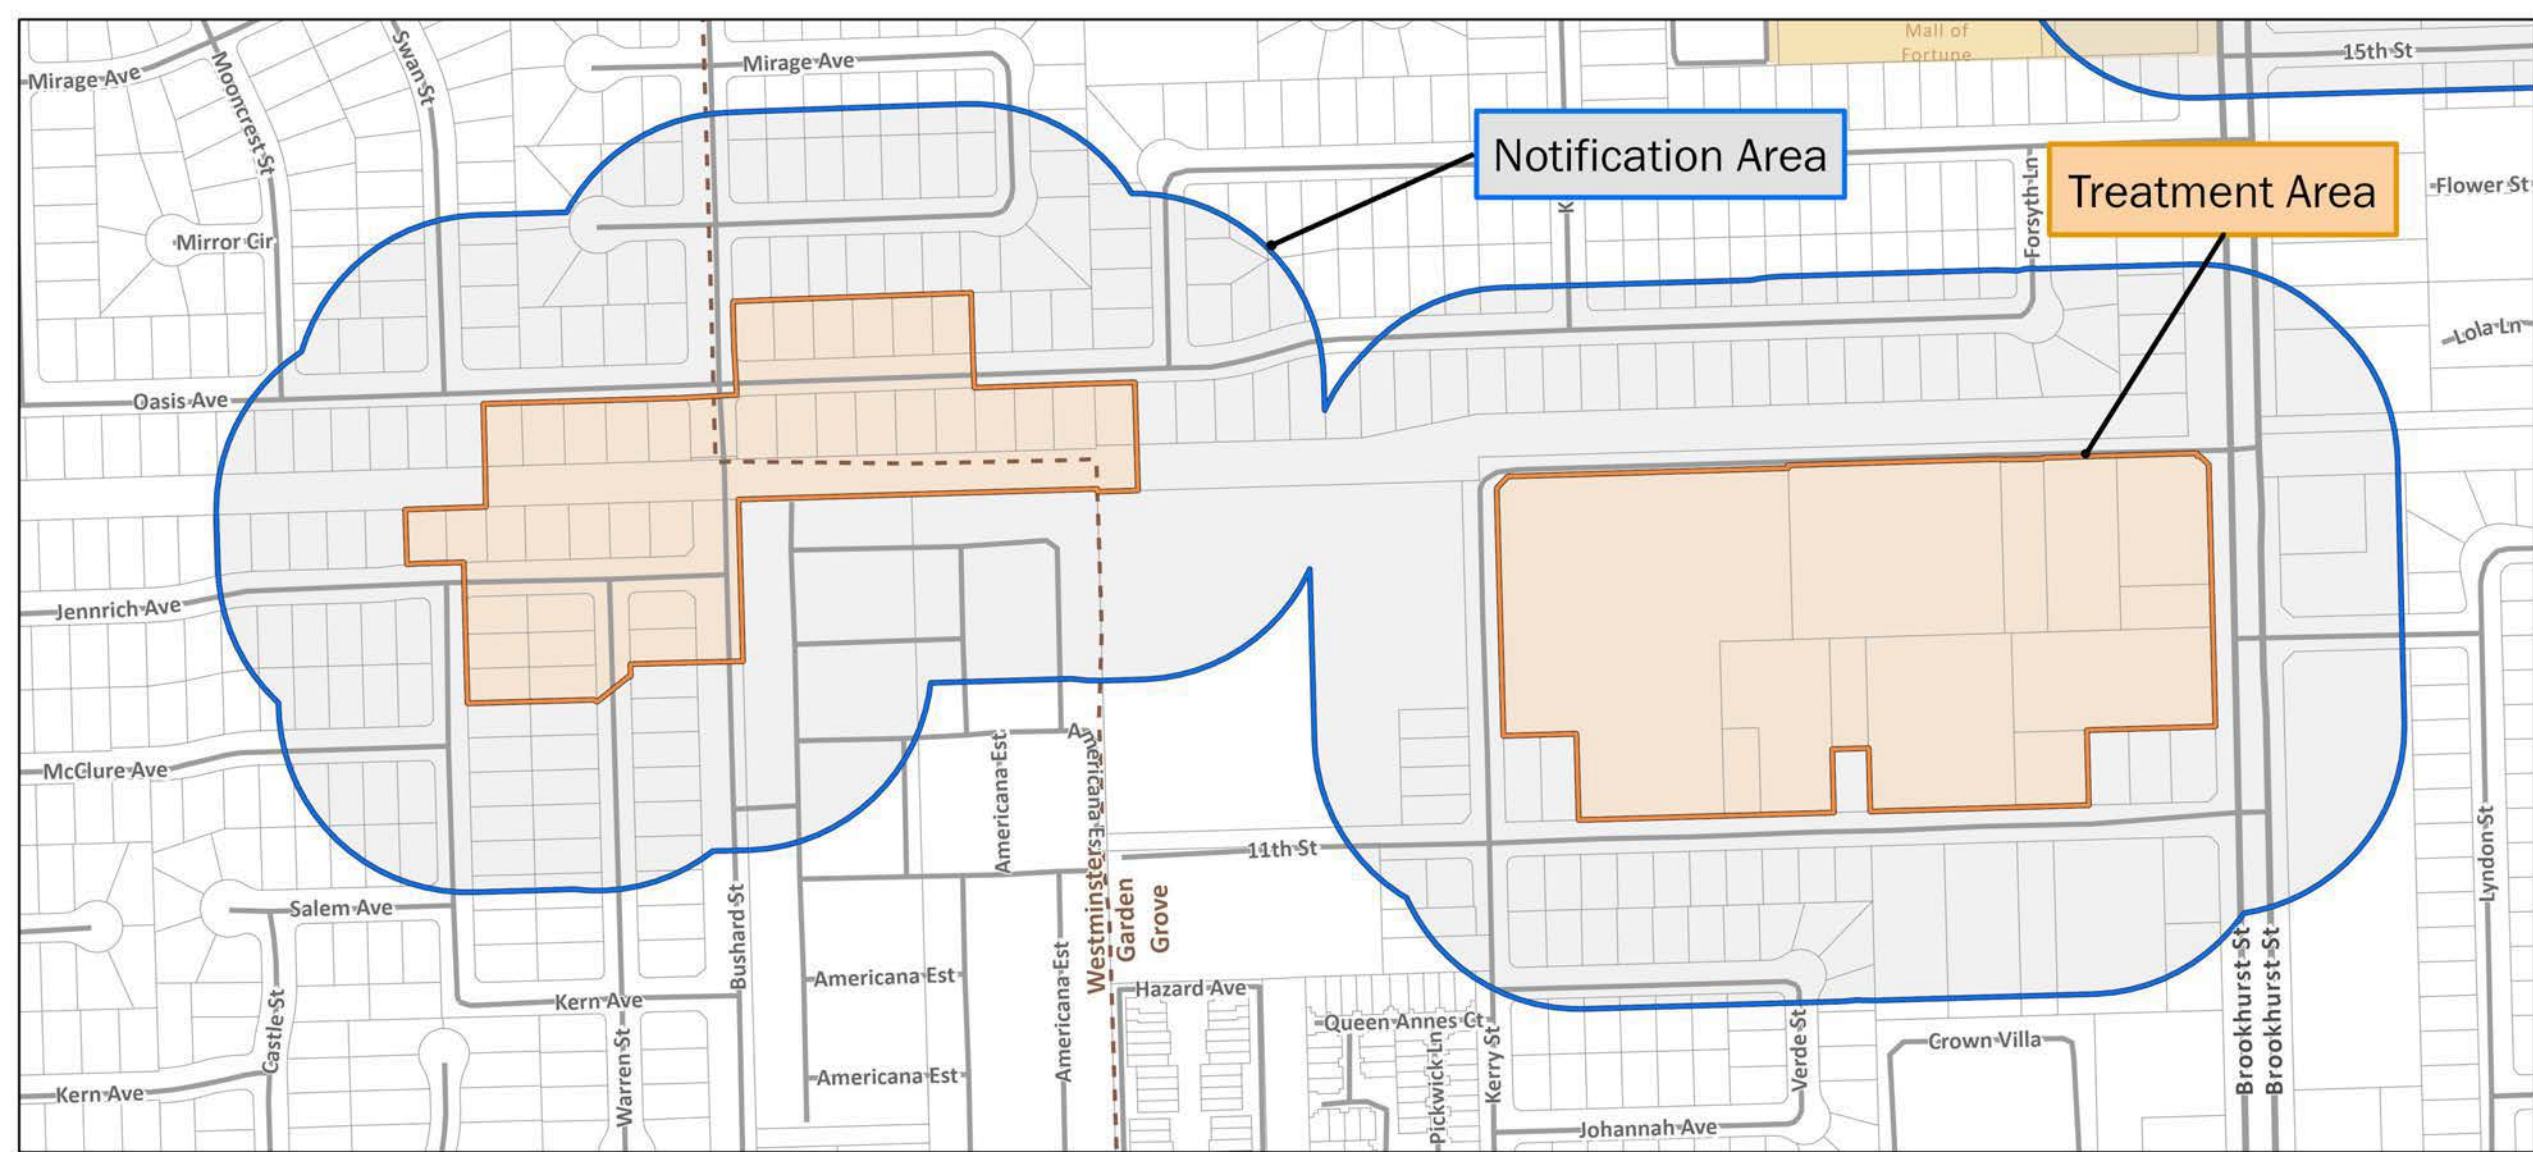 Mall of
Fortune
15th St
Mirage Ave
Mirage Ave
Mooncrest St
Swan St
Notification Area
Treatment Area
Flower St
K
Forsyth Ln
Mirror Cir
Lola Ln
Oasis Ave
Jennrich Ave
McClure Ave
Americana Est
Americana Est
11th St
Lyndon St
Salem Ave
Bushard St
Westminster
Garden
Grove
Brookhurst St
Brookhurst St
Americana Est
Americana Est
Hazard Ave
Kern Ave
Castle St
Warren St
Queen Annes Ct
Pickwick Ln
Kerry St
Verde St
Crown Villa
Americana Est
Kern Ave
Johannah Ave